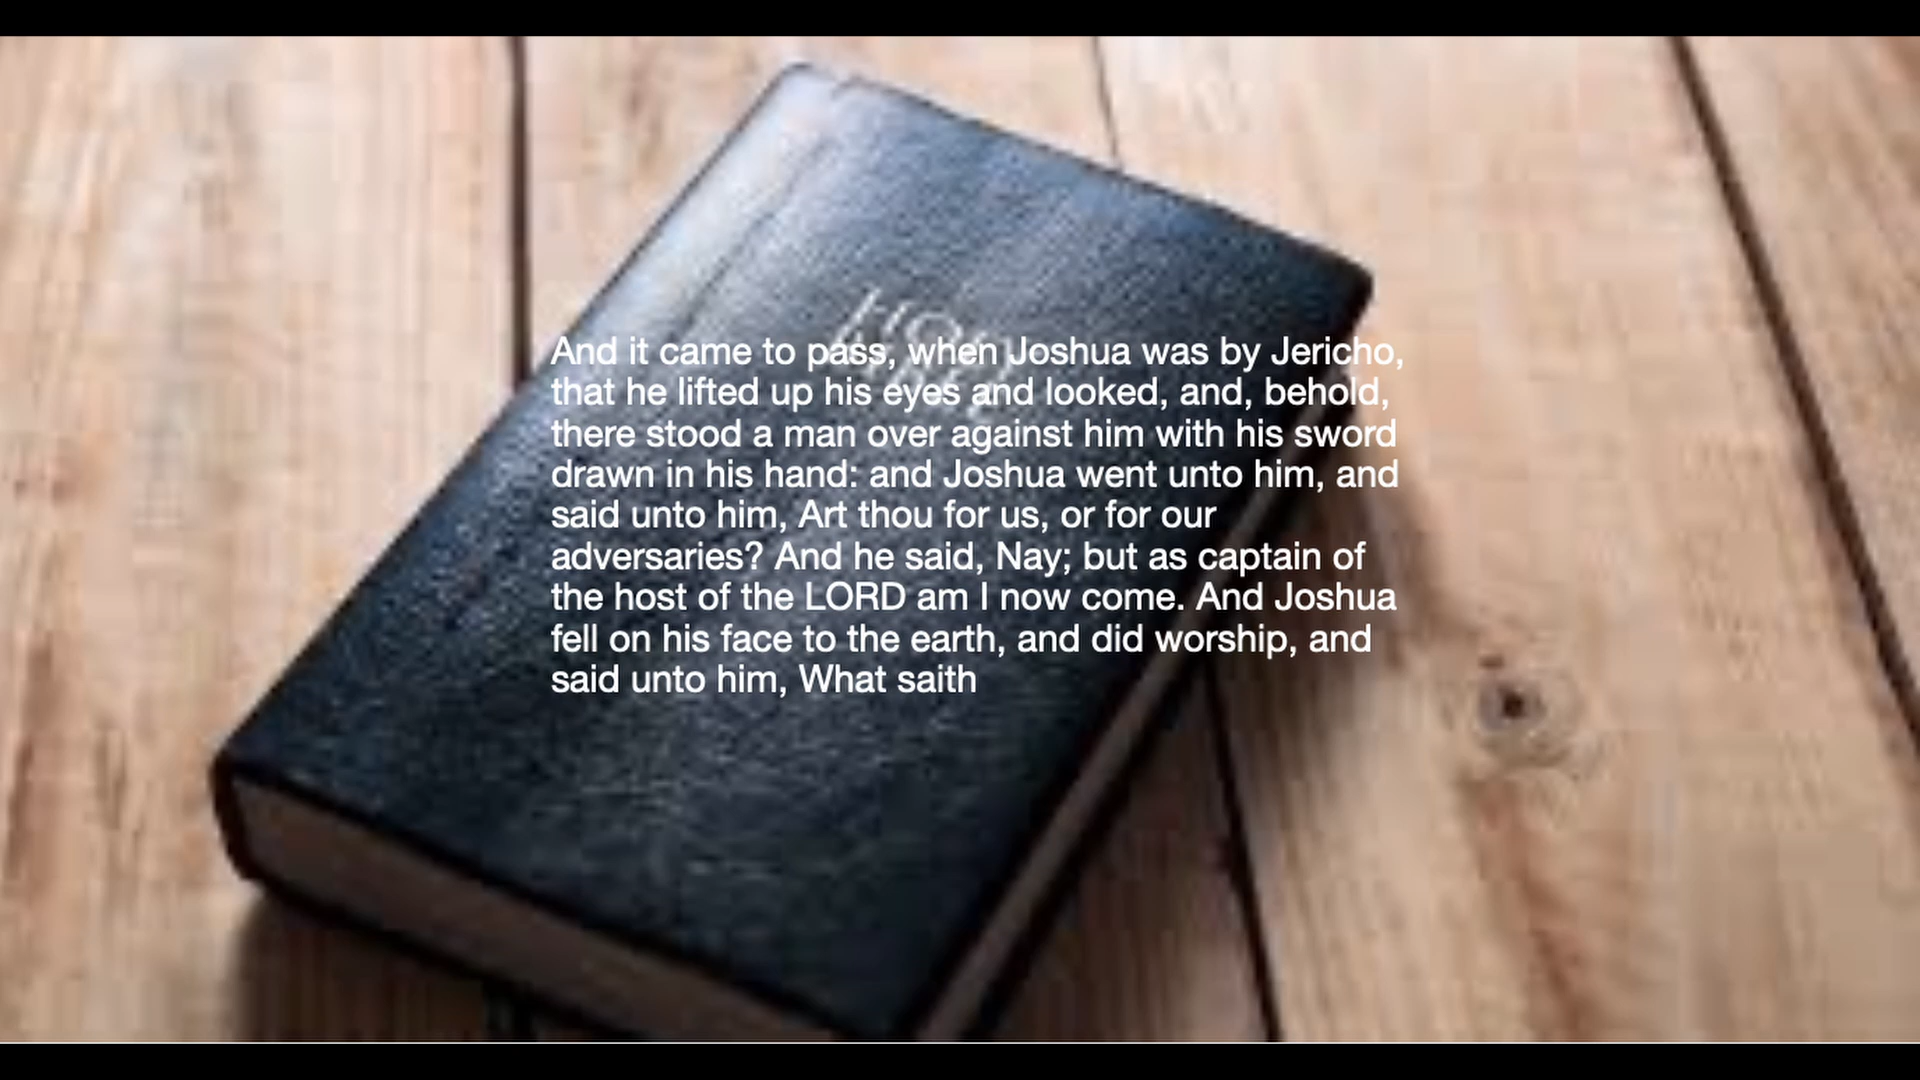 HOLY
And it came to pass, when Joshua was by Jericho,
that he lifted up his eyes and looked, and, behold,
there stood a man over against him with his sword
drawn in his hand: and Joshua went unto him, and
said unto him, Art thou for us, or for our
adversaries? And he said, Nay; but as captain of
the host of the LORD am I now come. And Joshua
fell on his face to the earth, and did worship, and
said unto him, What saith